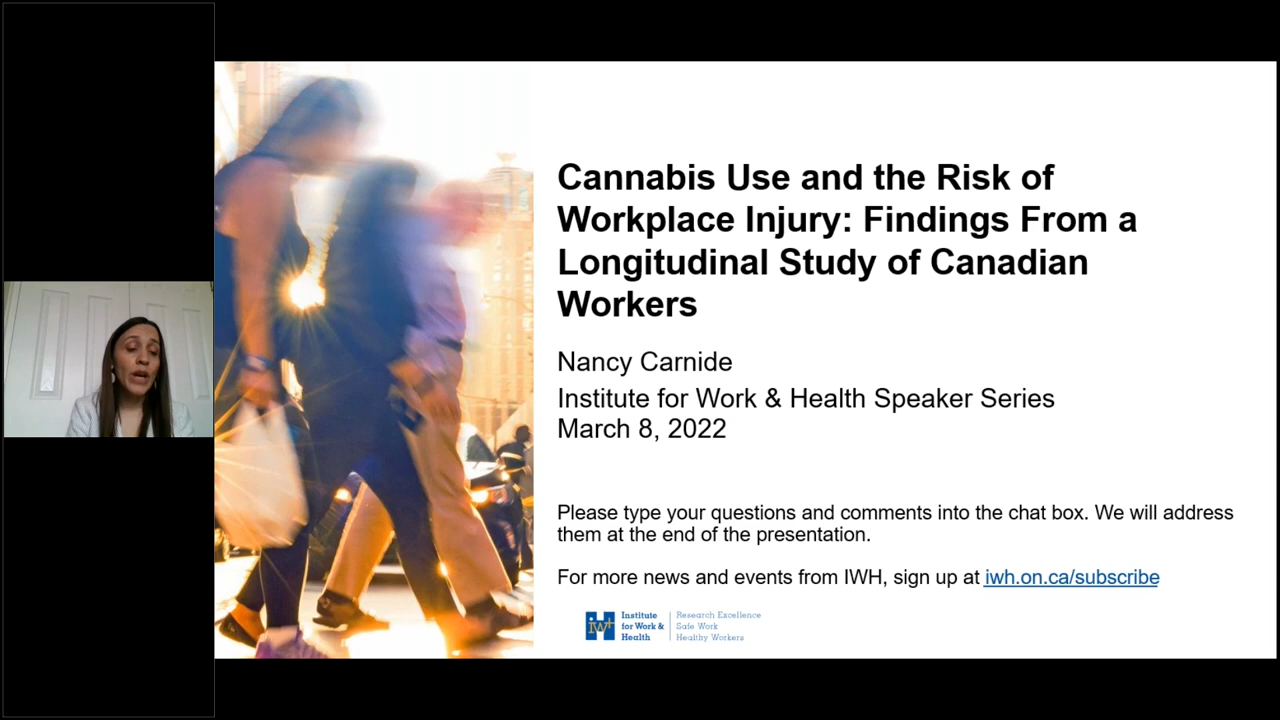 Cannabis Use and the Risk of
Workplace Injury: Findings From a
Longitudinal Study of Canadian
Workers
Nancy Carnide
Institute for Work & Health Speaker Series
March 8, 2022
Please type your questions and comments into the chat box. We will address
them at the end of the presentation.
For more news and events from IWH, sign up at iwh.on.ca/subscribe
iwh
Institute
for Work &
Health
Research Excellence
Safe Work
Healthy Workers